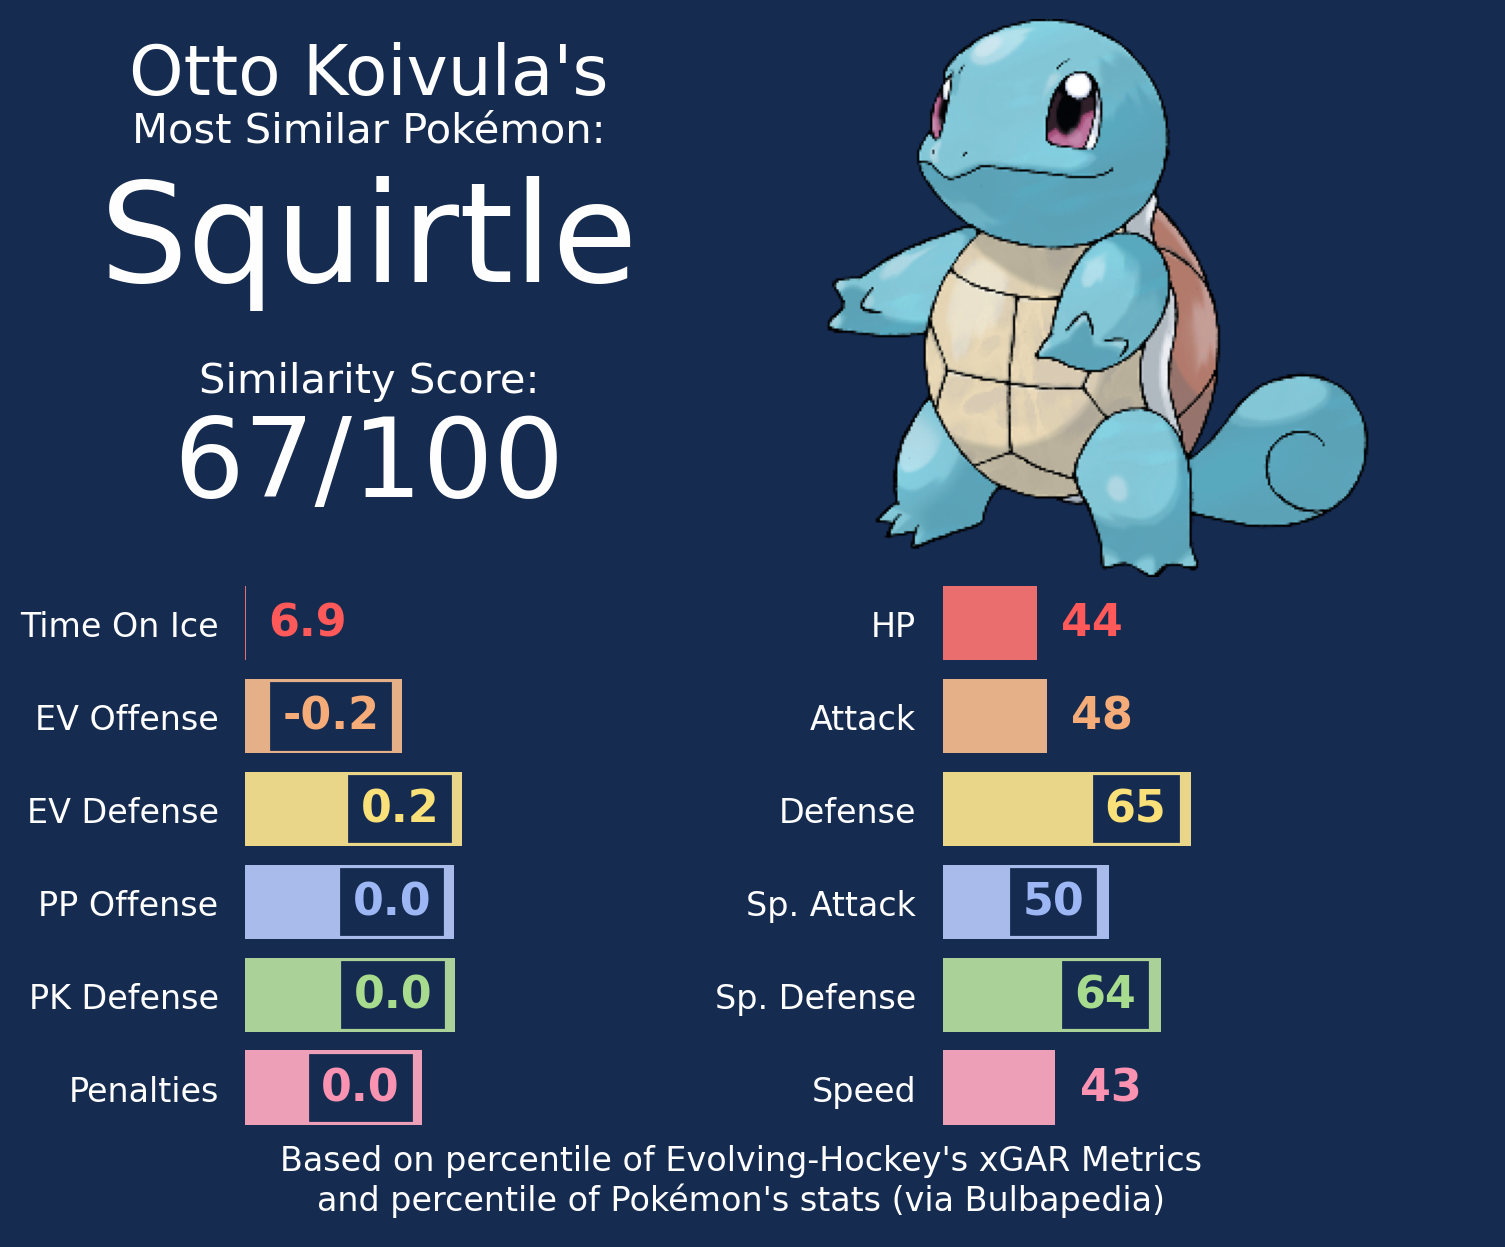 Otto Koivula's
Most Similar Pokémon:
Squirtle
Similarity Score:
67/100
Time On Ice 6.9
EV Offense -0.2
EV Defense 0.2
PP Offense 0.0
PK Defense 0.0
Penalties 0.0
HP 44
Attack 48
Defense 65
Sp. Attack 50
Sp. Defense 64
Speed 43
Based on percentile of Evolving-Hockey's xGAR Metrics
and percentile of Pokémon's stats (via Bulbapedia)